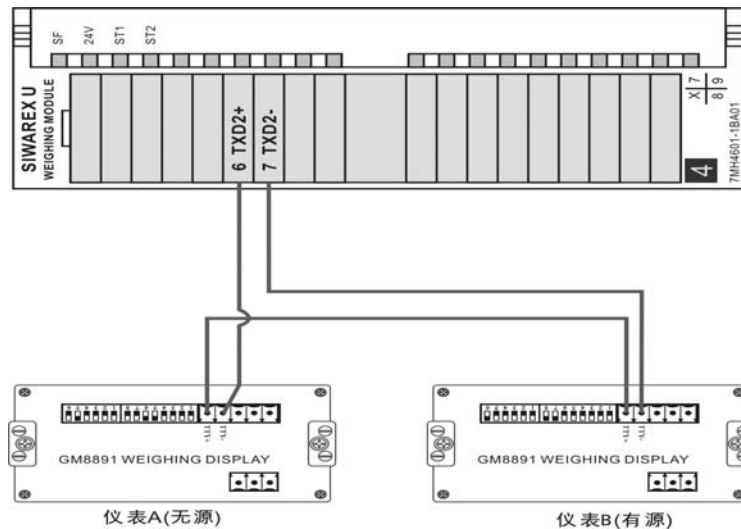 SF
24V
ST1
ST2
SIWAREX U
WEIGHING MODULE
6 TXD2+
7 TXD2-
X 7
8 9
4
7MH4601-1BA01
GM8891 WEIGHING DISPLAY
GM8891 WEIGHING DISPLAY
仪表A(无源)
仪表B(有源)